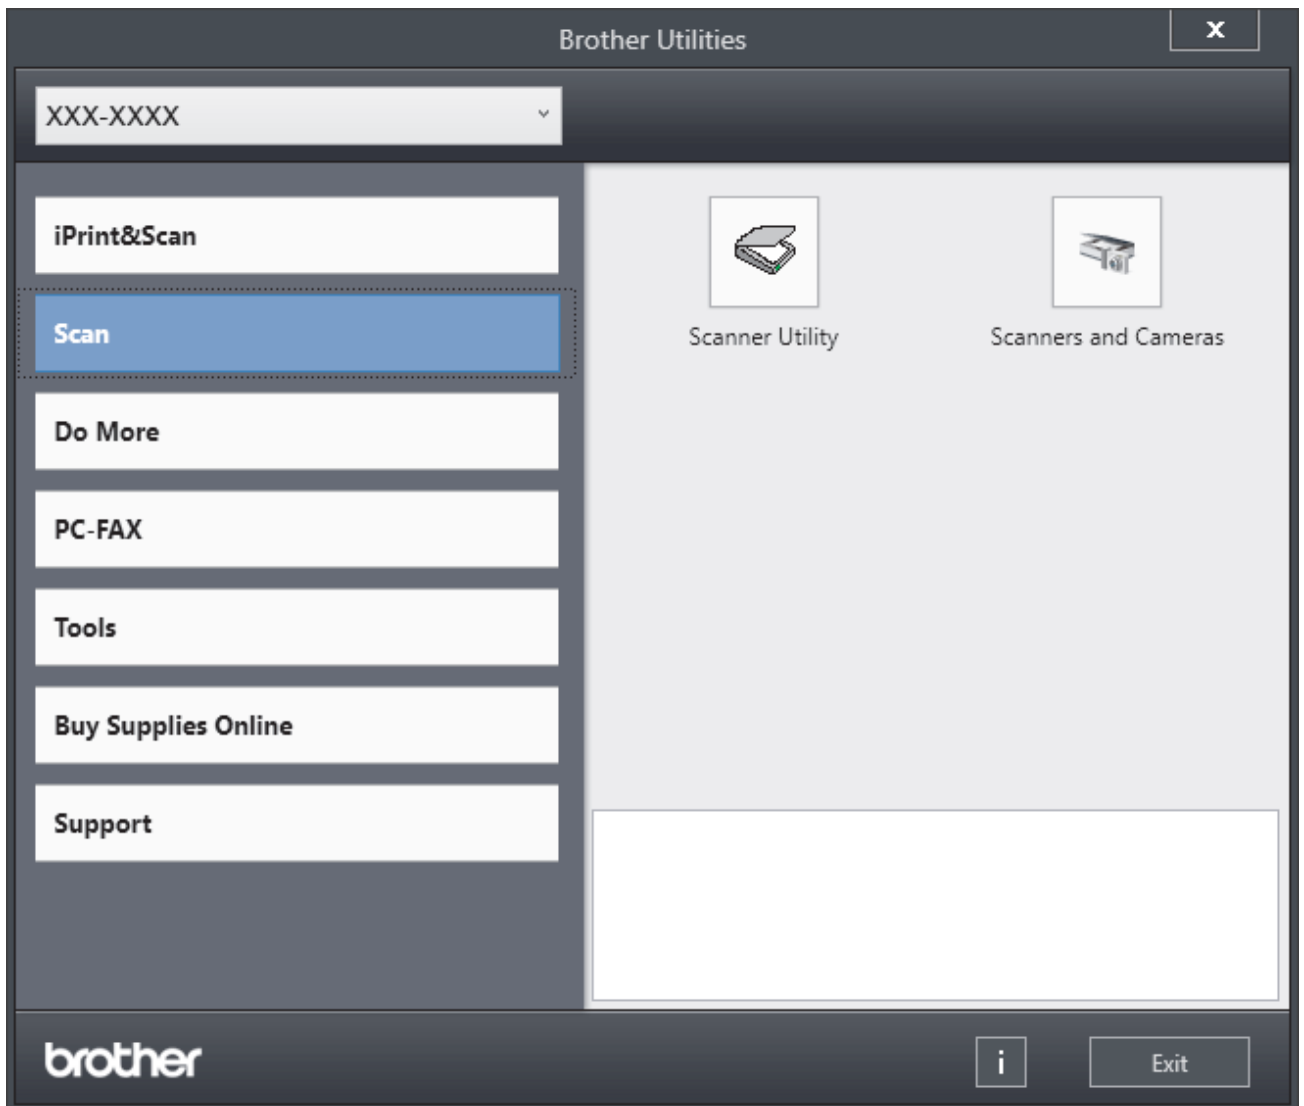 Brother Utilities
X
XXX-XXXX
iPrint&Scan
Scan
Do More
PC-FAX
Tools
Buy Supplies Online
Support
Scanner Utility
Scanners and Cameras
brother
i
Exit